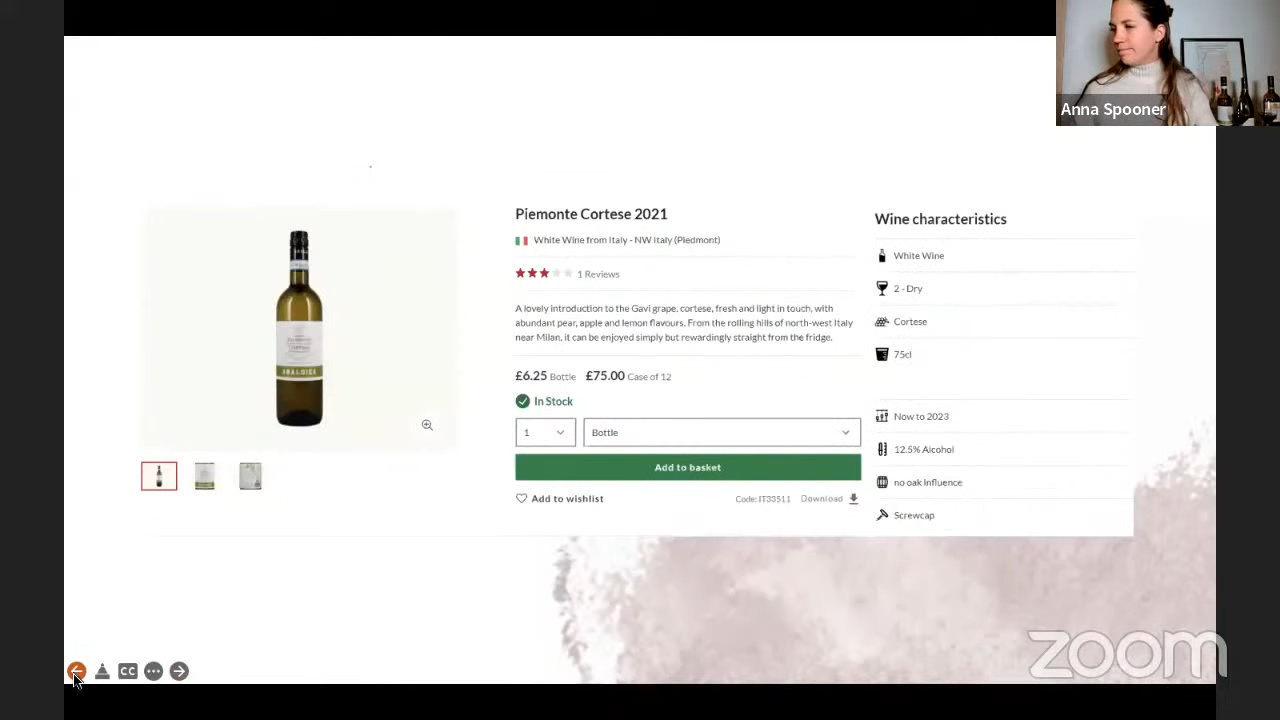 Anna Spooner
Piemonte Cortese 2021
White Wine from Italy - NW Italy (Piedmont)
1 Reviews
A lovely introduction to the Gavi grape, cortese, fresh and light in touch, with
abundant pear, apple and lemon flavours. From the rolling hills of north-west Italy
near Milan, it can be enjoyed simply but rewardingly straight from the fridge.
£6.25 Bottle £75.00 Case of 12
In Stock
1 Bottle
Add to basket
Add to wishlist Code: IT33511 Download
Wine characteristics
White Wine
2 - Dry
Cortese
75cl
Now to 2023
12.5% Alcohol
no oak Influence
Screwcap
ARALDICA
CC
zoom